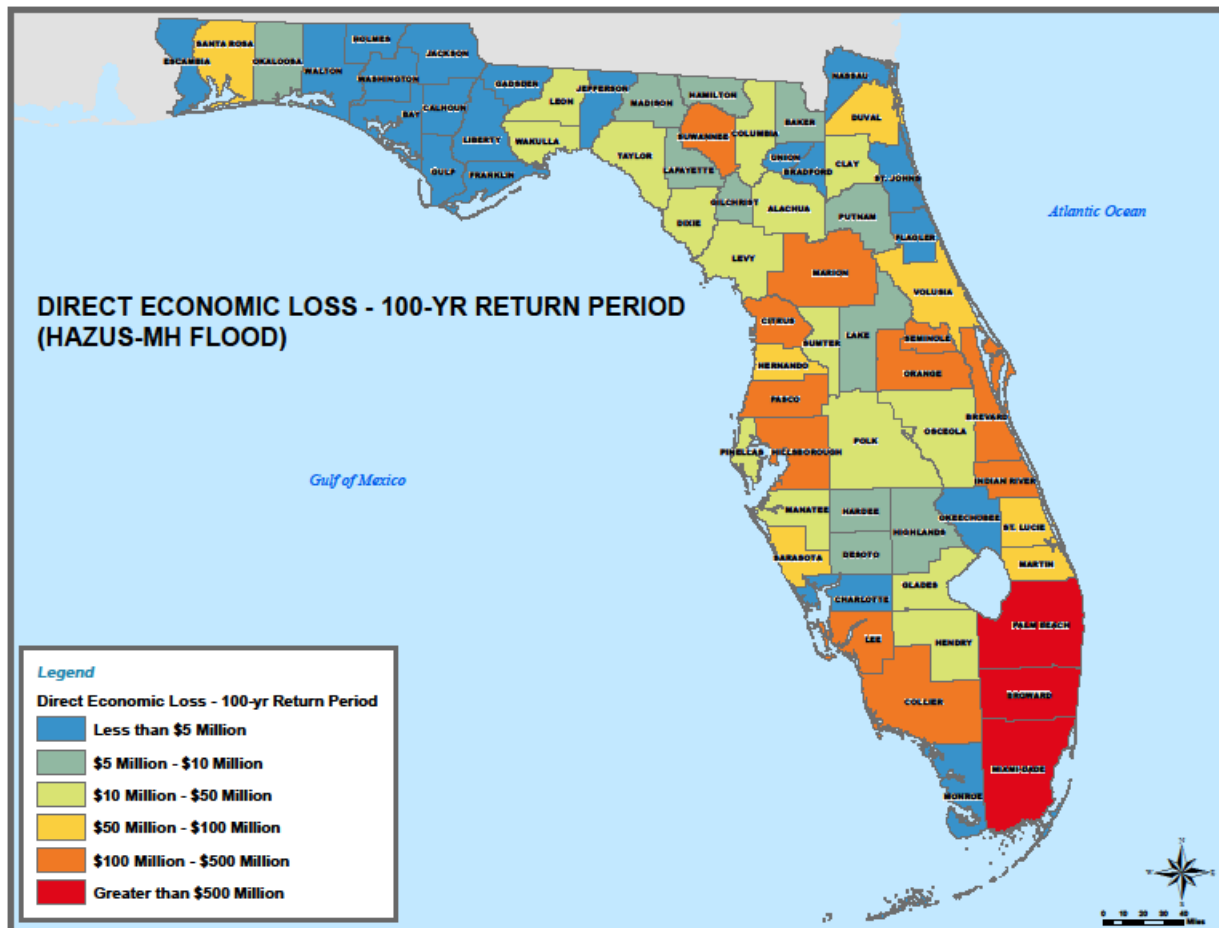 SANTA ROSA
ESCAMBIA
OKALOOSA
WALTON
HOLMES
JACKSON
WASHINGTON
BAY
CALHOUN
GADSDEN
LIBERTY
GULF
FRANKLIN
LEON
WAKULLA
JEFFERSON
MADISON
HAMILTON
TAYLOR
SUWANNEE
LAFAYETTE
COLUMBIA
BAKER
NASSAU
DUVAL
UNION
BRADFORD
CLAY
ST. JOHNS
GILCHRIST
DIXIE
ALACHUA
PUTNAM
FLAGLER
LEVY
MARION
VOLUSIA
Atlantic Ocean
DIRECT ECONOMIC LOSS - 100-YR RETURN PERIOD
(HAZUS-MH FLOOD)
CITRUS
SUMTER
LAKE
SEMINOLE
HERNANDO
ORANGE
PASCO
BREVARD
OSCEOLA
PINELLAS
HILLSBOROUGH
POLK
Gulf of Mexico
INDIAN RIVER
MANATEE
HARDEE
HIGHLANDS
OKEECHOBEE
ST. LUCIE
SARASOTA
DESOTO
MARTIN
CHARLOTTE
GLADES
PALM BEACH
LEE
HENDRY
COLLIER
BROWARD
MIAMI-DADE
MONROE
Legend
Direct Economic Loss - 100-yr Return Period
Less than $5 Million
$5 Million - $10 Million
$10 Million - $50 Million
$50 Million - $100 Million
$100 Million - $500 Million
Greater than $500 Million
N
W E
S
0 10 20 30 40
Miles